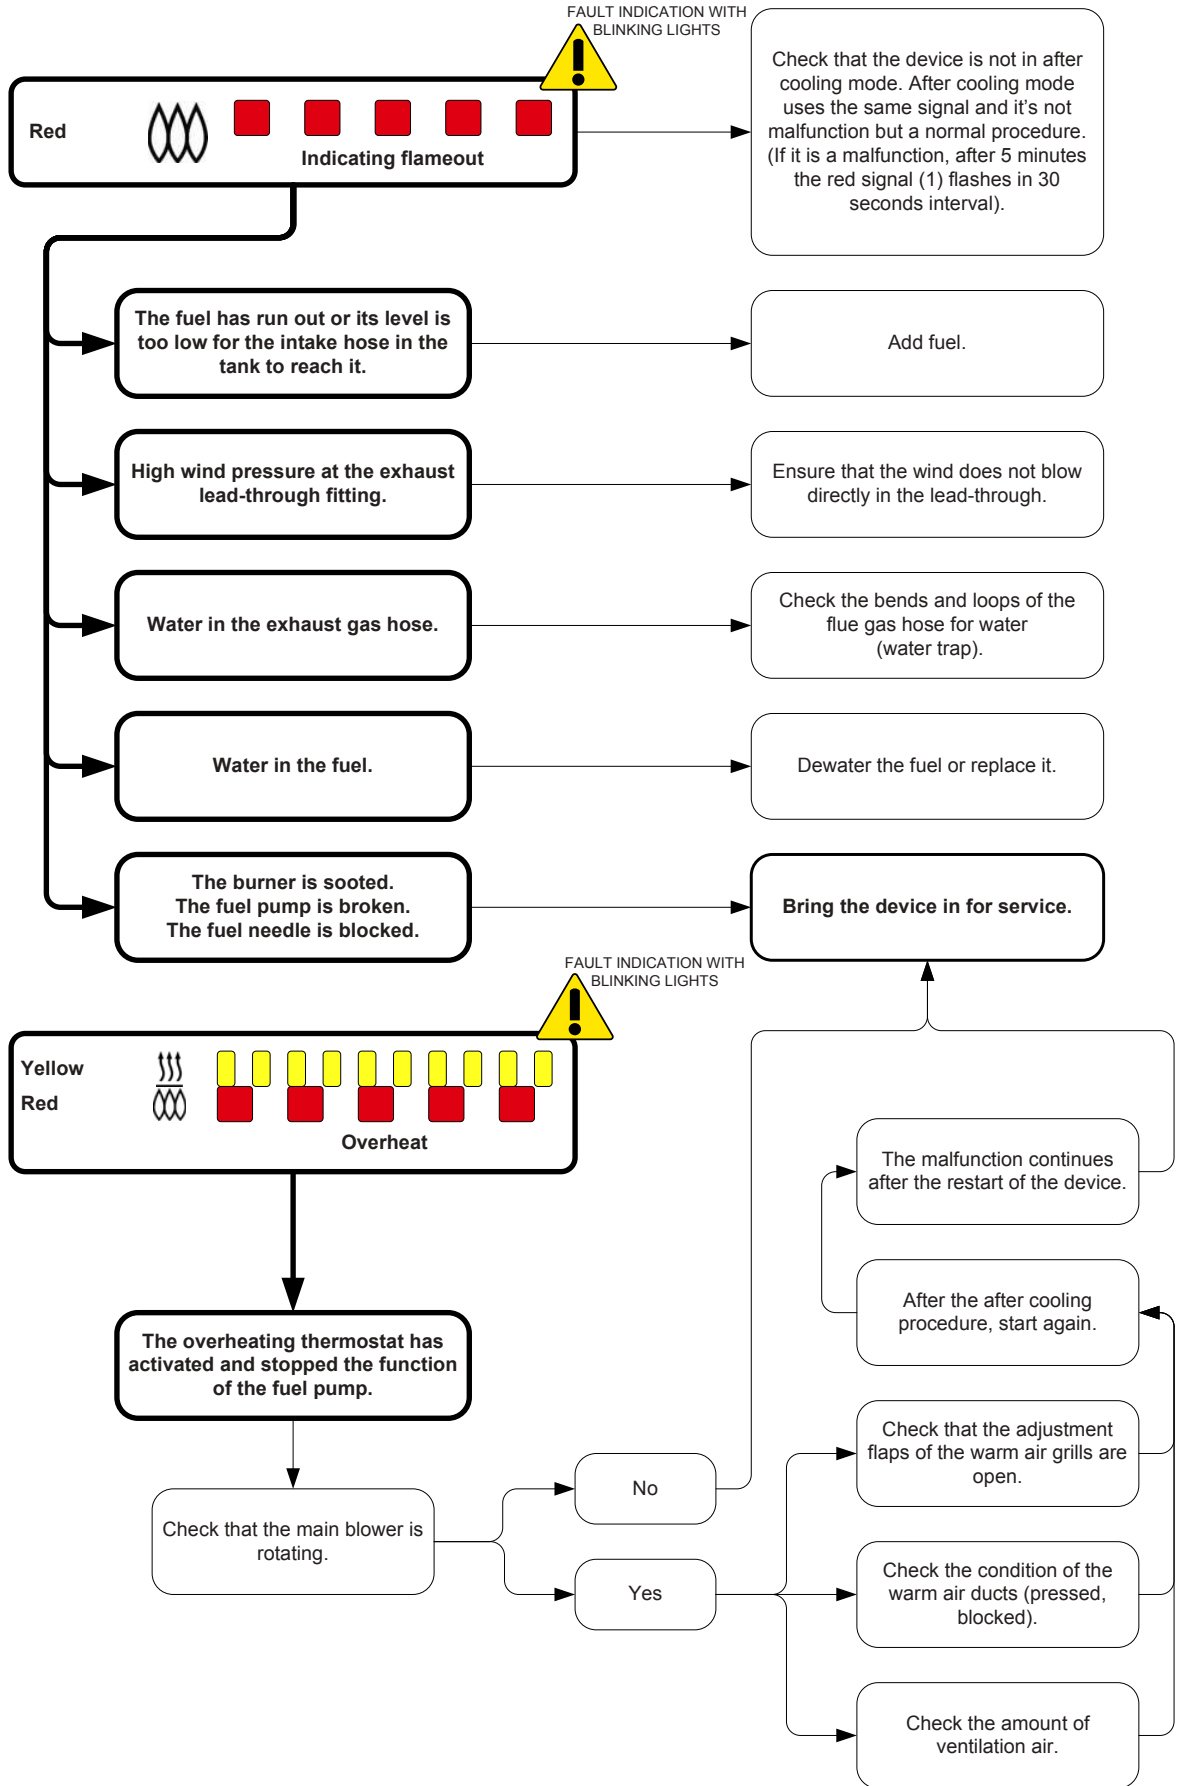 FAULT INDICATION WITH
BLINKING LIGHTS
Red
Indicating flameout
Check that the device is not in after
cooling mode. After cooling mode
uses the same signal and it's not
malfunction but a normal procedure.
(If it is a malfunction, after 5 minutes
the red signal (1) flashes in 30
seconds interval).
The fuel has run out or its level is
too low for the intake hose in the
tank to reach it.
Add fuel.
High wind pressure at the exhaust
lead-through fitting.
Ensure that the wind does not blow
directly in the lead-through.
Water in the exhaust gas hose.
Check the bends and loops of the
flue gas hose for water
(water trap).
Water in the fuel.
Dewater the fuel or replace it.
The burner is sooted.
The fuel pump is broken.
The fuel needle is blocked.
Bring the device in for service.
FAULT INDICATION WITH
BLINKING LIGHTS
Yellow
Red
Overheat
The malfunction continues
after the restart of the device.
After the after cooling
procedure, start again.
The overheating thermostat has
activated and stopped the function
of the fuel pump.
Check that the main blower is
rotating.
No
Yes
Check that the adjustment
flaps of the warm air grills are
open.
Check the condition of the
warm air ducts (pressed,
blocked).
Check the amount of
ventilation air.